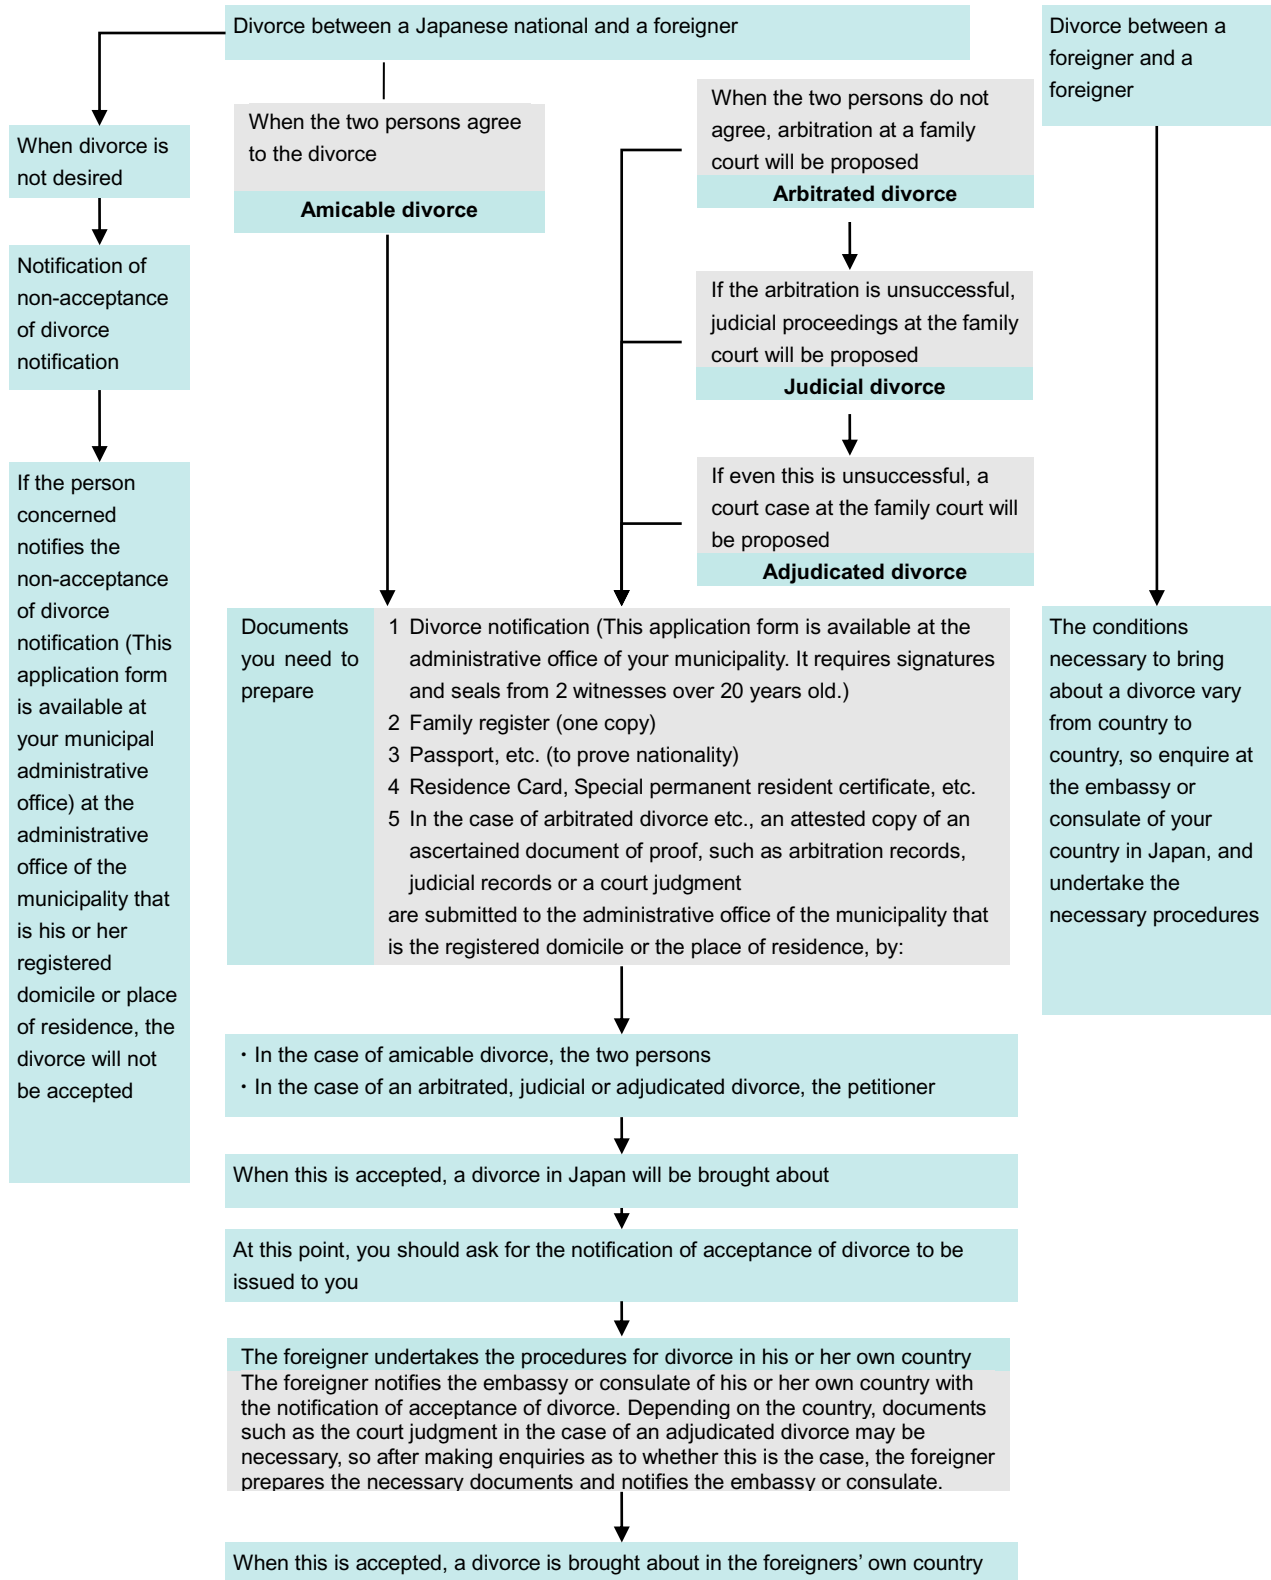 Divorce between a Japanese national and a foreigner
When divorce is
not desired
Notification of
non-acceptance
of divorce
notification
If the person
concerned
notifies the
non-acceptance
of divorce
notification (This
application form
is available at
your municipal
administrative
office) at the
administrative
office of the
municipality that
is his or her
registered
domicile or place
of residence, the
divorce will not
be accepted
When the two persons agree
to the divorce
Amicable divorce
When the two persons do not
agree, arbitration at a family
court will be proposed
Arbitrated divorce
If the arbitration is unsuccessful,
judicial proceedings at the family
court will be proposed
Judicial divorce
If even this is unsuccessful, a
court case at the family court will
be proposed
Adjudicated divorce
Documents
you need to
prepare
1 Divorce notification (This application form is available at the
administrative office of your municipality. It requires signatures
and seals from 2 witnesses over 20 years old.)
2 Family register (one copy)
3 Passport, etc. (to prove nationality)
4 Residence Card, Special permanent resident certificate, etc.
5 In the case of arbitrated divorce etc., an attested copy of an
ascertained document of proof, such as arbitration records,
judicial records or a court judgment
are submitted to the administrative office of the municipality that
is the registered domicile or the place of residence, by:
・In the case of amicable divorce, the two persons
・In the case of an arbitrated, judicial or adjudicated divorce, the petitioner
When this is accepted, a divorce in Japan will be brought about
At this point, you should ask for the notification of acceptance of divorce to be
issued to you
The foreigner undertakes the procedures for divorce in his or her own country
The foreigner notifies the embassy or consulate of his or her own country with
the notification of acceptance of divorce. Depending on the country, documents
such as the court judgment in the case of an adjudicated divorce may be
necessary, so after making enquiries as to whether this is the case, the foreigner
prepares the necessary documents and notifies the embassy or consulate.
When this is accepted, a divorce is brought about in the foreigners’ own country
Divorce between a
foreigner and a
foreigner
The conditions
necessary to bring
about a divorce vary
from country to
country, so enquire at
the embassy or
consulate of your
country in Japan, and
undertake the
necessary procedures